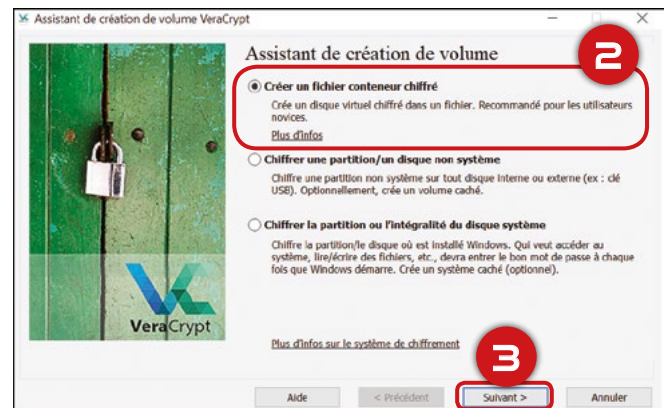 Assistant de création de volume VeraCrypt
Assistant de création de volume
2
Créer un fichier conteneur chiffré
Crée un disque virtuel chiffré dans un fichier. Recommandé pour les utilisateurs
novices.
Plus d'infos
Chiffrer une partition/un disque non système
Chiffre une partition non système sur tout disque interne ou externe (ex : clé
USB). Optionnellement, crée un volume caché.
Chiffrer la partition ou l'intégralité du disque système
Chiffre la partition/le disque où est installé Windows. Qui veut accéder au
système, lire/écrire des fichiers, etc., devra entrer le bon mot de passe à chaque
fois que Windows démarre. Crée un système caché (optionnel).
VeraCrypt
Plus d'infos sur le système de chiffrement
3
Aide
< Précédent
Suivant >
Annuler